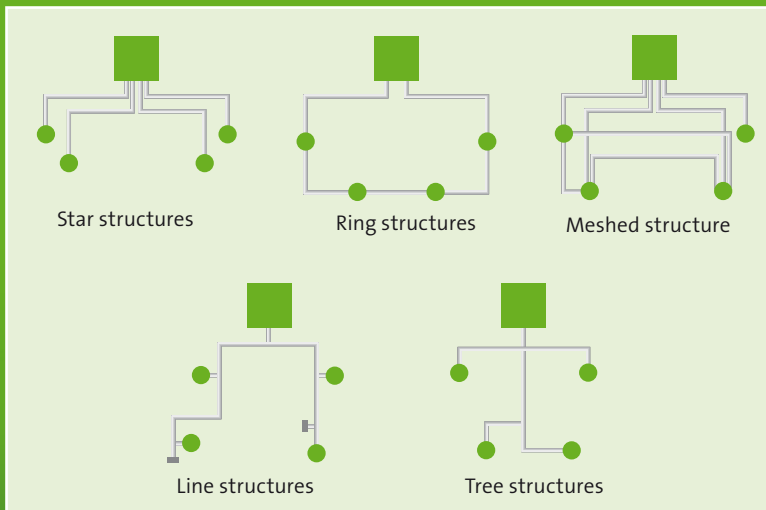 Star structures
Ring structures
Meshed structure
Line structures
Tree structures